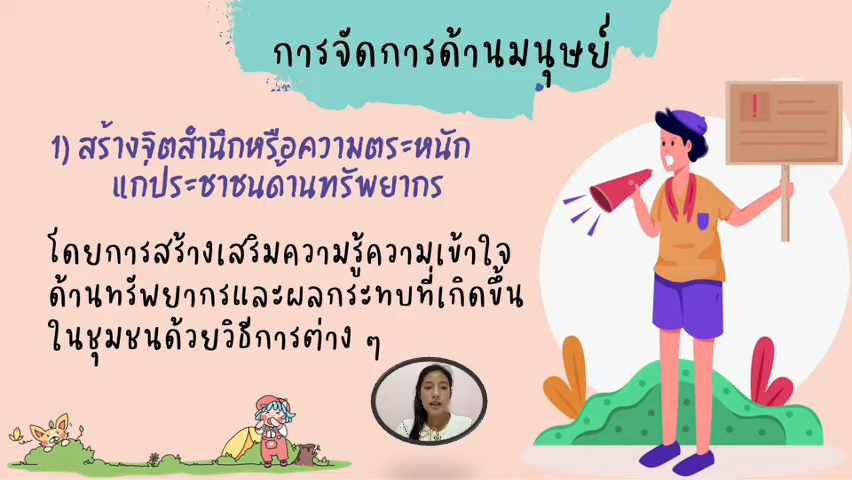 การจัดการด้านมนุษย์
1) สร้างจิตสำนึกหรือความตระหนัก
แก่ประชาชนด้านทรัพยากร
โดยการสร้างเสริมความรู้ความเข้าใจ
ด้านทรัพยากรและผลกระทบที่เกิดขึ้น
ในชุมชนด้วยวิธีการต่าง ๆ